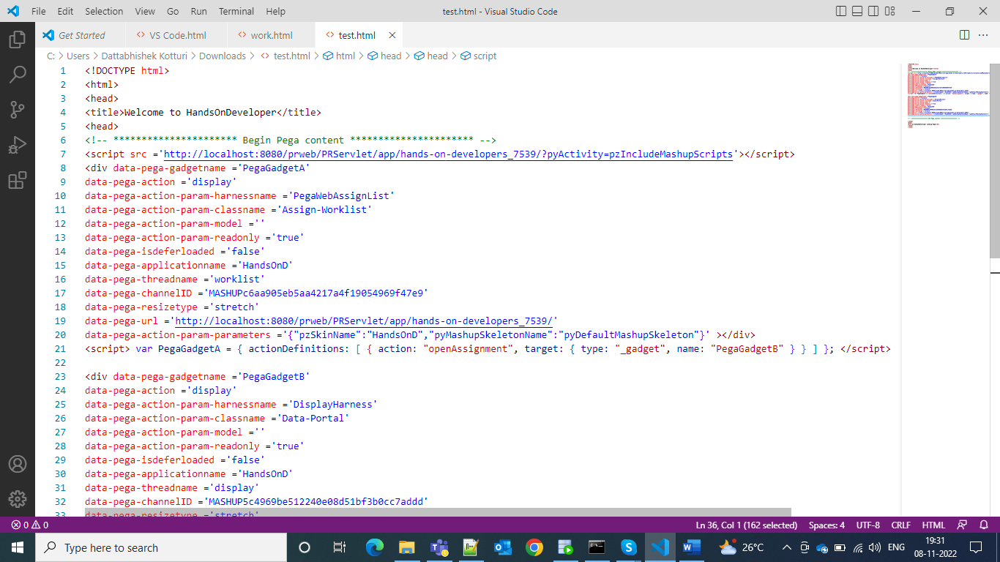 File Edit Selection View Go Run Terminal Help test.html - Visual Studio Code
Get Started VS Code.html work.html test.html
C: > Users > Dattabhishek Kotturi > Downloads > test.html > html > head > head > script
1 <!DOCTYPE html>
2 <html>
3 <head>
4 <title>Welcome to HandsOnDeveloper</title>
5 <head>
6 <!-- ********************** Begin Pega content ********************** -->
7 <script src ='http://localhost:8080/prweb/PRServlet/app/hands-on-developers_7539/?pyActivity=pzIncludeMashupScripts'></script>
8 <div data-pega-gadgetname ='PegaGadgetA'
9 data-pega-action ='display'
10 data-pega-action-param-harnessname ='PegaWebAssignList'
11 data-pega-action-param-classname ='Assign-Worklist'
12 data-pega-action-param-model =''
13 data-pega-action-param-readonly ='true'
14 data-pega-isdeferloaded ='false'
15 data-pega-applicationname ='HandsOnD'
16 data-pega-threadname ='worklist'
17 data-pega-channelID ='MASHUPc6aa905eb5aa4217a4f19054969f47e9'
18 data-pega-resizetype ='stretch'
19 data-pega-url ='http://localhost:8080/prweb/PRServlet/app/hands-on-developers_7539/'
20 data-pega-action-param-parameters ='{"pzSkinName":"HandsOnD","pyMashupSkeletonName":"pyDefaultMashupSkeleton"}' ></div>
21 <script> var PegaGadgetA = { actionDefinitions: [ { action: "openAssignment", target: { type: "_gadget", name: "PegaGadgetB" } } ] }; </script>
22
23 <div data-pega-gadgetname ='PegaGadgetB'
24 data-pega-action ='display'
25 data-pega-action-param-harnessname ='DisplayHarness'
26 data-pega-action-param-classname ='Data-Portal'
27 data-pega-action-param-model =''
28 data-pega-action-param-readonly ='true'
29 data-pega-isdeferloaded ='false'
30 data-pega-applicationname ='HandsOnD'
31 data-pega-threadname ='display'
32 data-pega-channelID ='MASHUP5c4969be512240e08d51bf3b0cc7addd'
33 data-pega-resizetype ='stretch'
0 0 Ln 36, Col 1 (162 selected) Spaces: 4 UTF-8 CRLF HTML
Type here to search 26°C ENG 19:31
08-11-2022